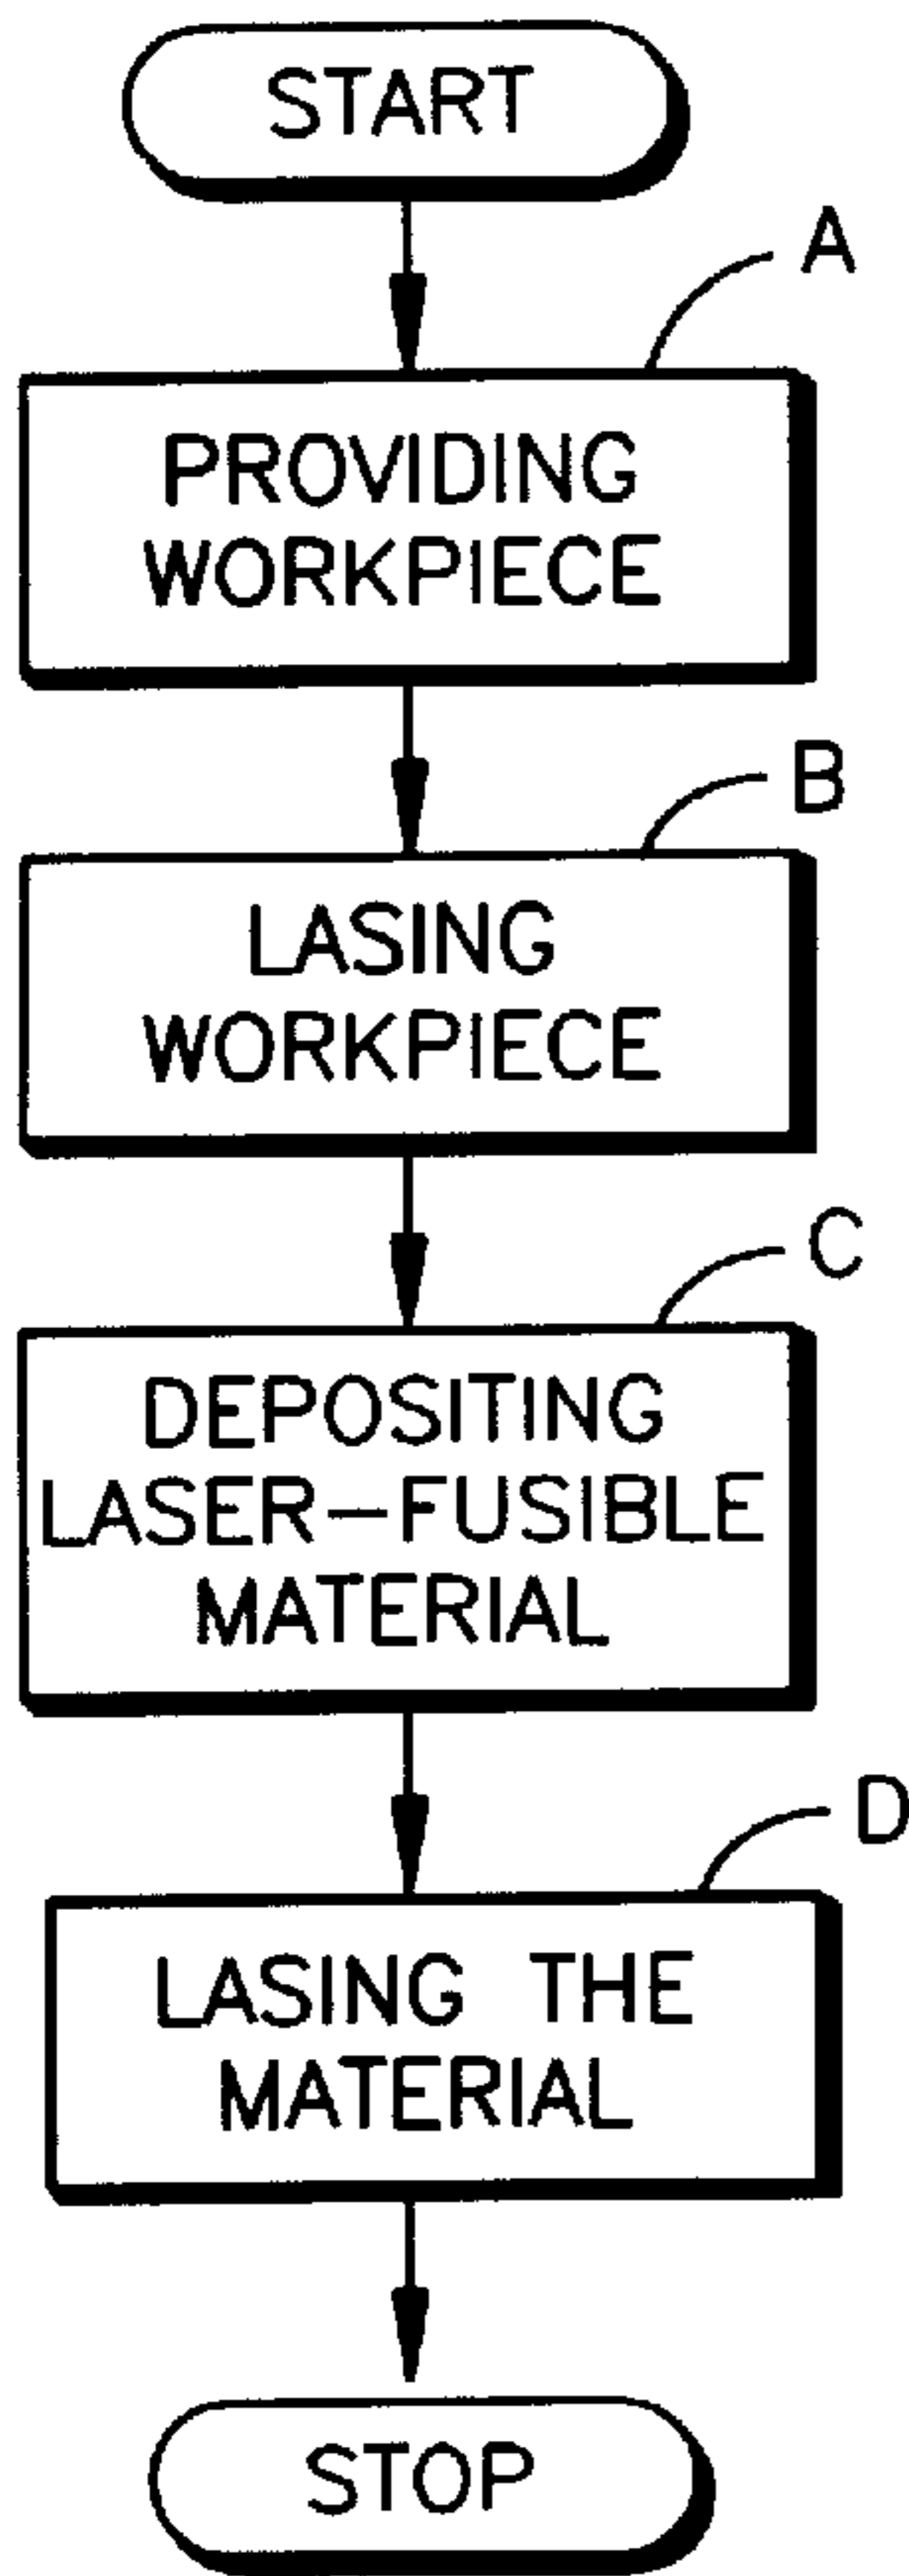 START
A
PROVIDING
WORKPIECE
B
LASING
WORKPIECE
C
DEPOSITING
LASER-FUSIBLE
MATERIAL
D
LASING THE
MATERIAL
STOP